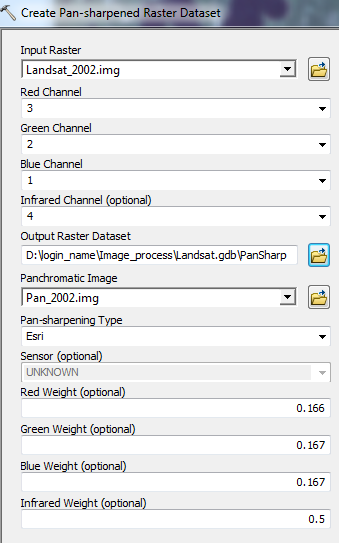 Create Pan-sharpened Raster Dataset
Input Raster
Landsat_2002.img
Red Channel
3
Green Channel
2
Blue Channel
1
Infrared Channel (optional)
4
Output Raster Dataset
D:\login_name\Image_process\Landsat.gdb\PanSharp
Panchromatic Image
Pan_2002.img
Pan-sharpening Type
Esri
Sensor (optional)
UNKNOWN
Red Weight (optional)
0.166
Green Weight (optional)
0.167
Blue Weight (optional)
0.167
Infrared Weight (optional)
0.5